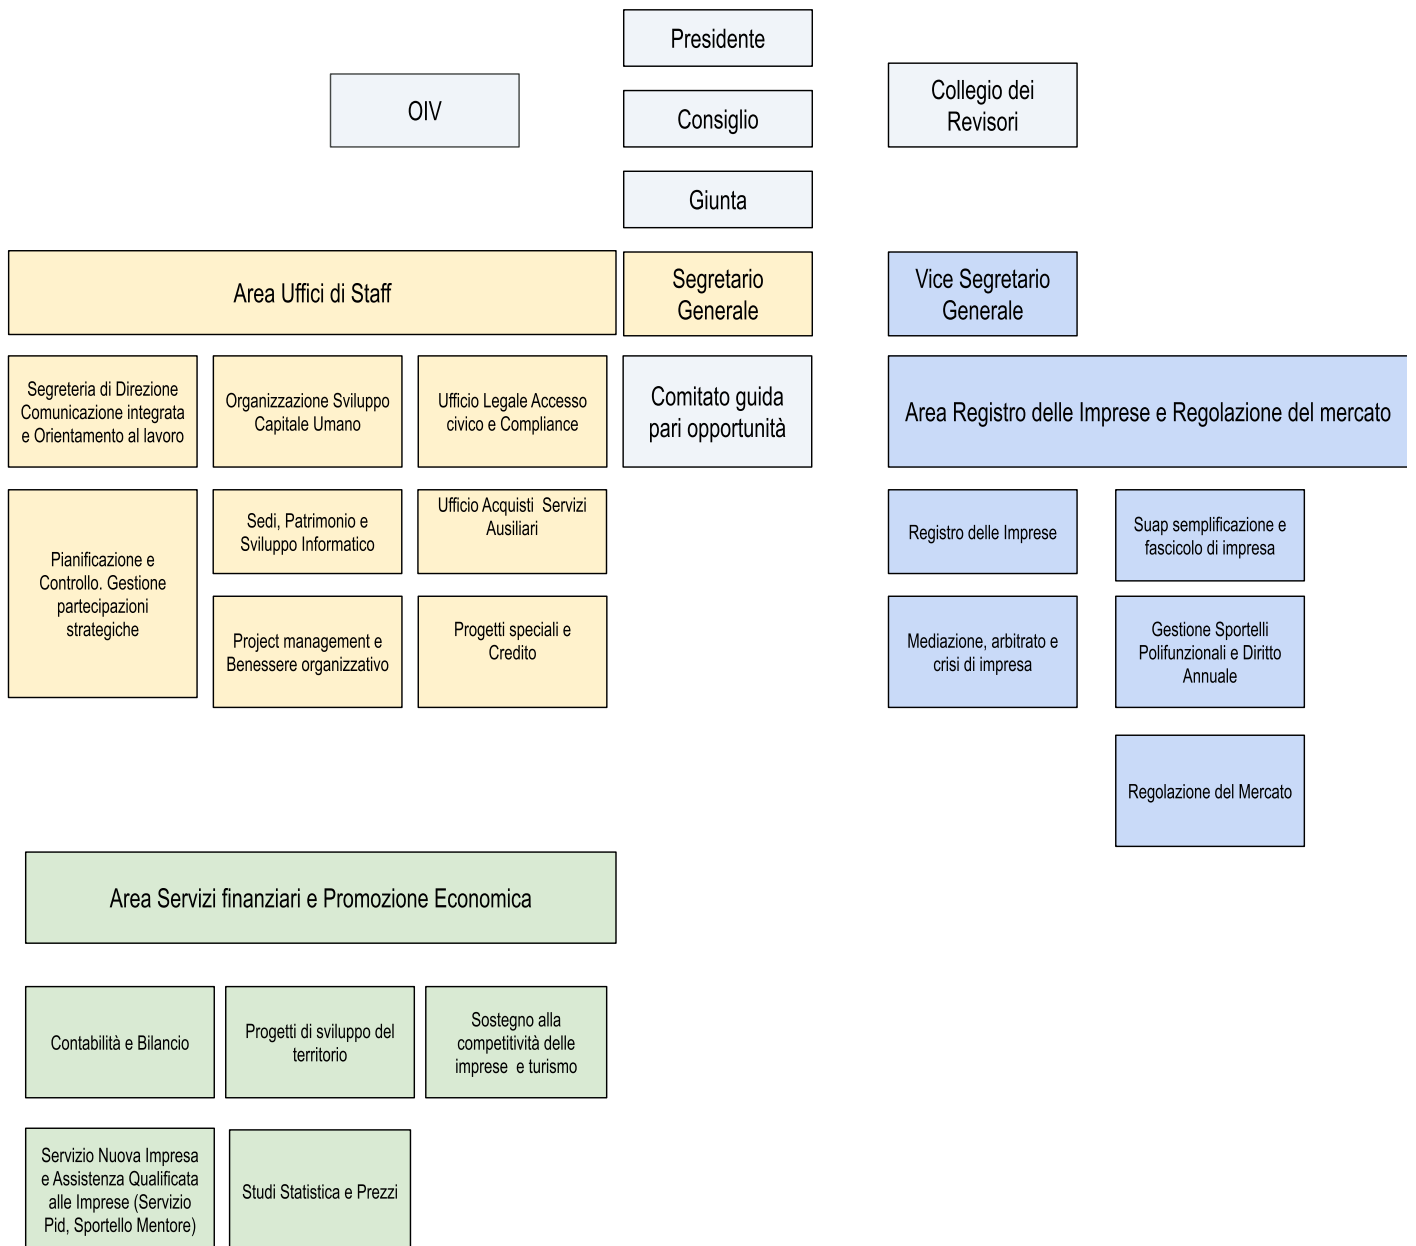 Presidente
OIV
Consiglio
Collegio dei
Revisori
Giunta
Area Uffici di Staff
Segretario
Generale
Vice Segretario
Generale
Segreteria di Direzione
Comunicazione integrata
e Orientamento al lavoro
Organizzazione Sviluppo
Capitale Umano
Ufficio Legale Accesso
civico e Compliance
Comitato guida
pari opportunità
Area Registro delle Imprese e Regolazione del mercato
Pianificazione e
Controllo. Gestione
partecipazioni
strategiche
Sedi, Patrimonio e
Sviluppo Informatico
Ufficio Acquisti  Servizi
Ausiliari
Registro delle Imprese
Suap semplificazione e
fascicolo di impresa
Project management e
Benessere organizzativo
Progetti speciali e
Credito
Mediazione, arbitrato e
crisi di impresa
Gestione Sportelli
Polifunzionali e Diritto
Annuale
Regolazione del Mercato
Area Servizi finanziari e Promozione Economica
Contabilità e Bilancio
Progetti di sviluppo del
territorio
Sostegno alla
competitività delle
imprese  e turismo
Servizio Nuova Impresa
e Assistenza Qualificata
alle Imprese (Servizio
Pid, Sportello Mentore)
Studi Statistica e Prezzi